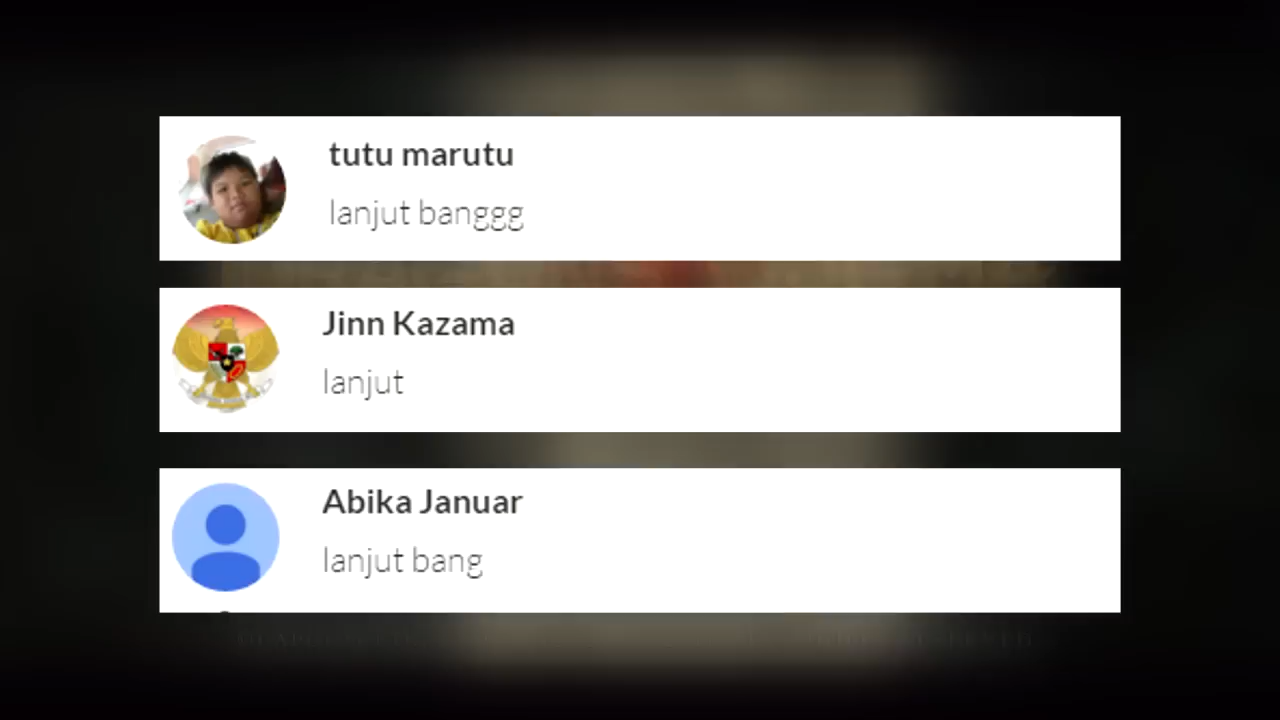 tutu marutu
lanjut banggg
Jinn Kazama
lanjut
Abika Januar
lanjut bang